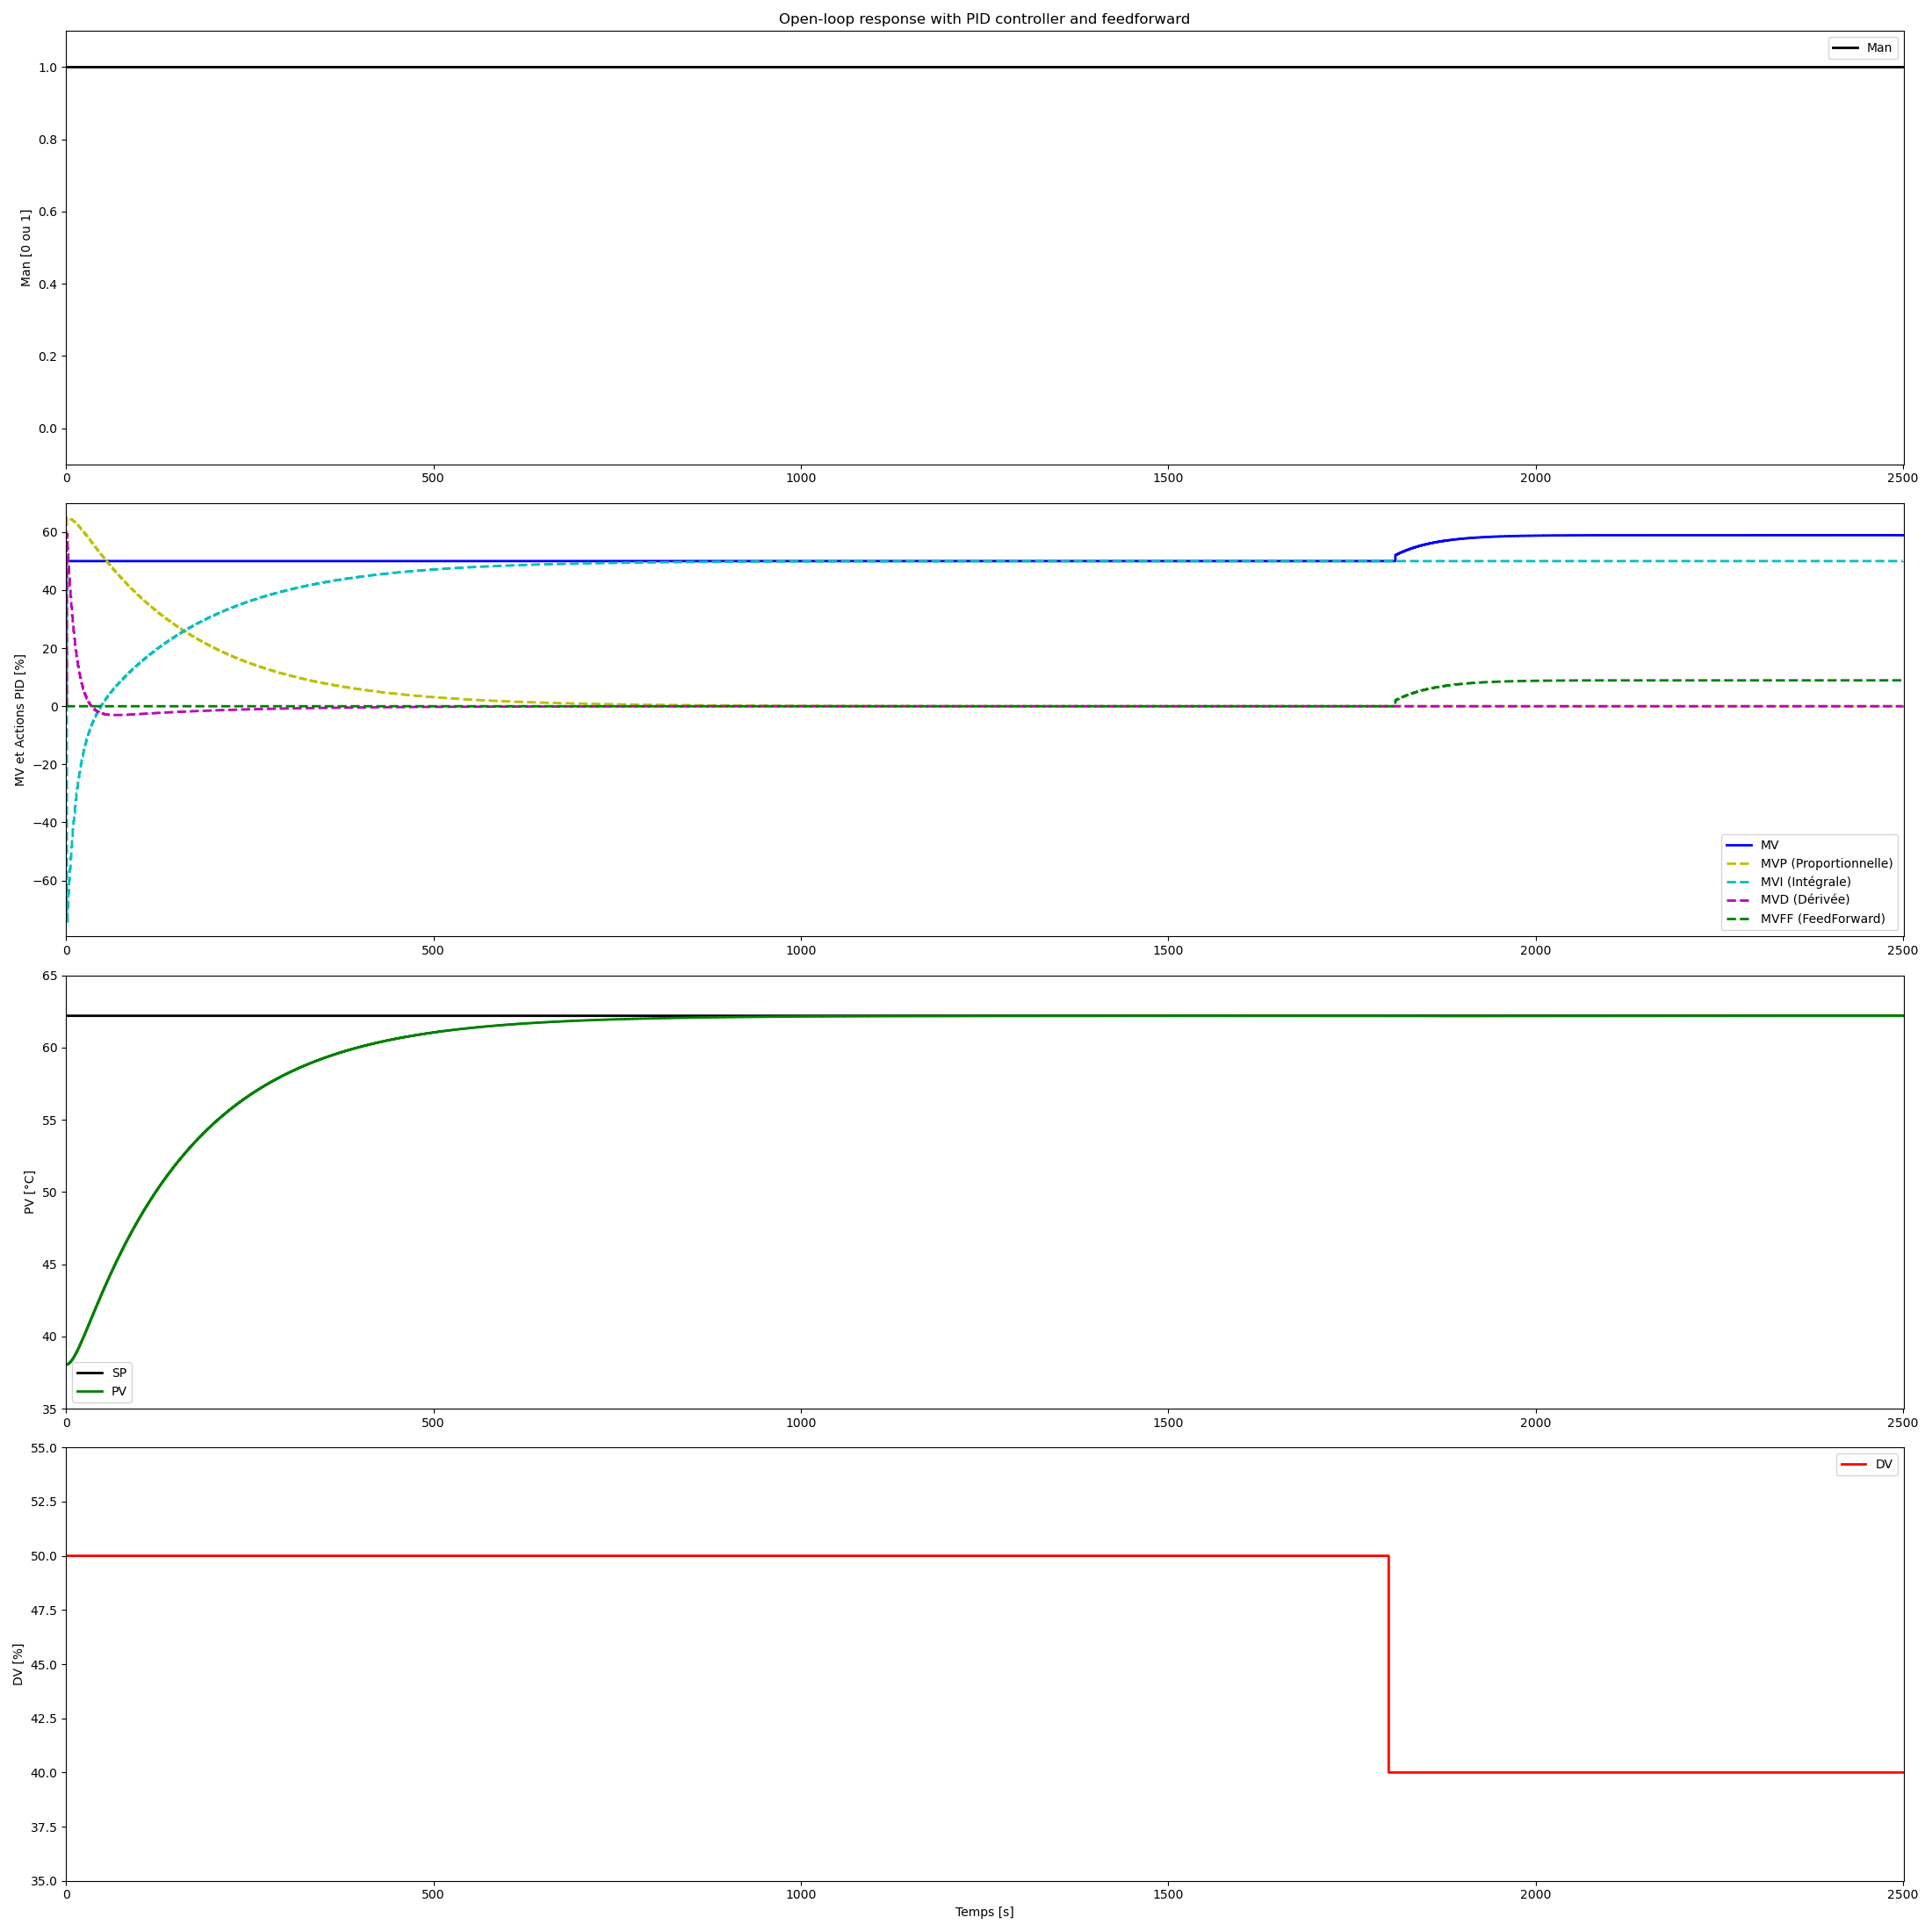 Open-loop response with PID controller and feedforward
Man
Man [0 ou 1]
1.0
0.8
0.6
0.4
0.2
0.0
0 500 1000 1500 2000 2500
MV et Actions PID [%]
60
40
20
0
−20
−40
−60
MV
MVP (Proportionnelle)
MVI (Intégrale)
MVD (Dérivée)
MVFF (FeedForward)
0 500 1000 1500 2000 2500
PV [°C]
65
60
55
50
45
40
35
SP
PV
0 500 1000 1500 2000 2500
DV [%]
55.0
52.5
50.0
47.5
45.0
42.5
40.0
37.5
35.0
DV
0 500 1000 1500 2000 2500
Temps [s]